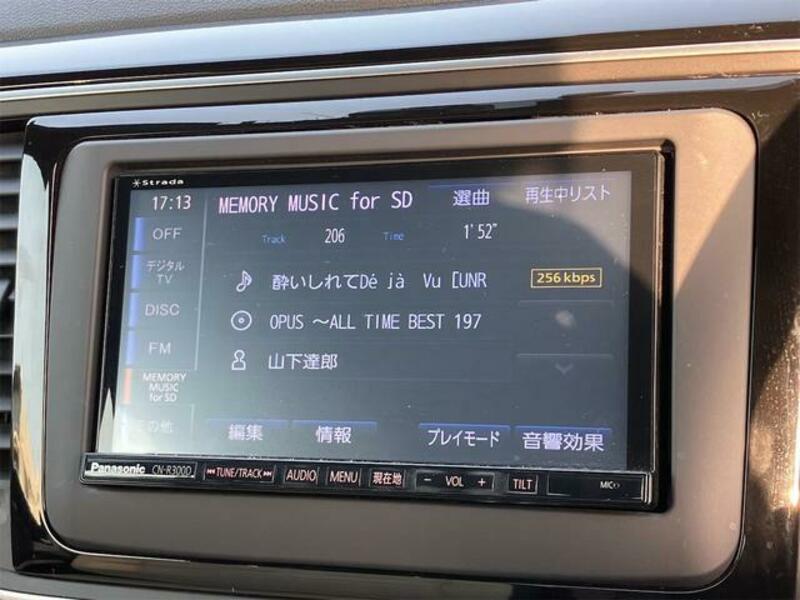 Strada
17:13 MEMORY MUSIC for SD 選曲 再生中リスト
OFF
Track 206 Time 1'52"
デジタル
TV
酔いしれてDéjà Vu [UNR 256kbps
DISC
OPUS ～ALL TIME BEST 197
FM
山下達郎
MEMORY
MUSIC
for SD
その他 編集 情報 プレイモード 音響効果
Panasonic CN-R300D TUNE/TRACK AUDIO MENU 現在地 − VOL + TILT MIC